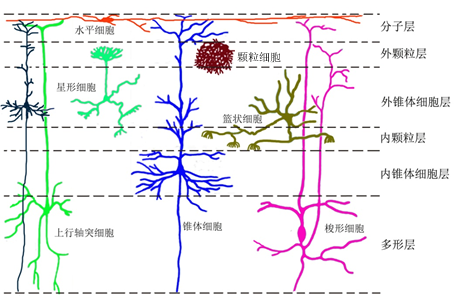 水平细胞
分子层
颗粒细胞
外颗粒层
星形细胞
外锥体细胞层
篮状细胞
内颗粒层
内锥体细胞层
上行轴突细胞
锥体细胞
梭形细胞
多形层